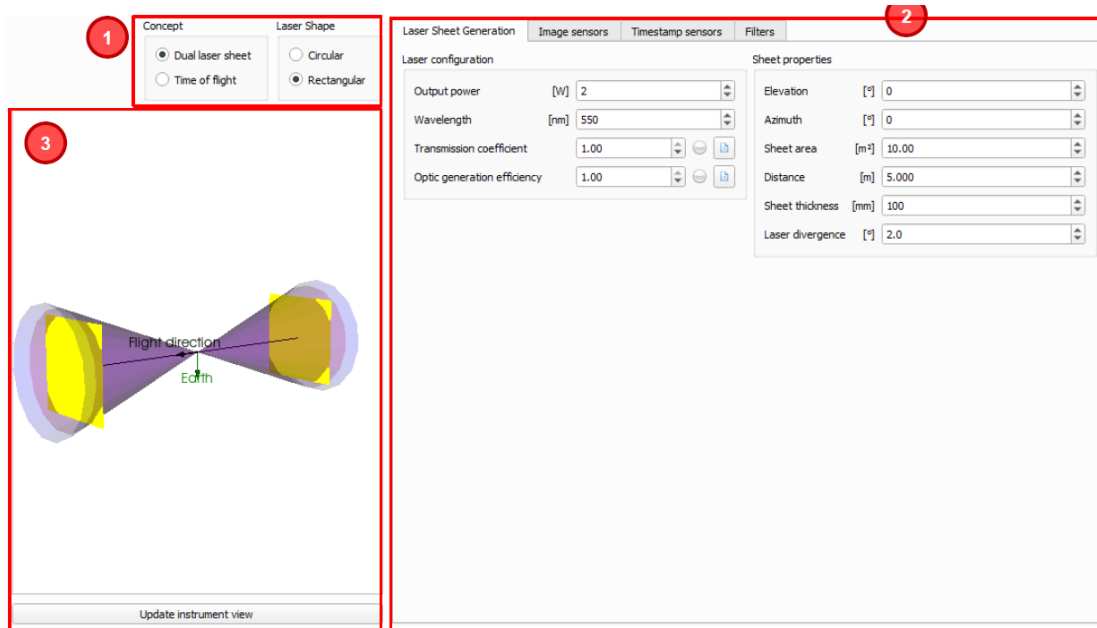 1
Concept
Dual laser sheet
Time of flight
Laser Shape
Circular
Rectangular
2
Laser Sheet Generation Image sensors Timestamp sensors Filters
Laser configuration
Output power [W] 2
Wavelength [nm] 550
Transmission coefficient 1.00
Optic generation efficiency 1.00
Sheet properties
Elevation [°] 0
Azimuth [°] 0
Sheet area [m²] 10.00
Distance [m] 5.000
Sheet thickness [mm] 100
Laser divergence [°] 2.0
3
Flight direction
Earth
Update instrument view